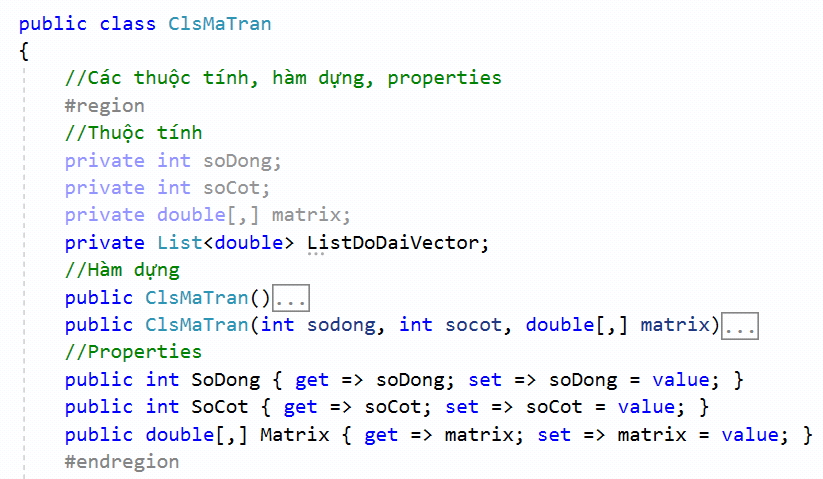 public class ClsMaTran
{
//Các thuộc tính, hàm dựng, properties
#region
//Thuộc tính
private int soDong;
private int soCot;
private double[,] matrix;
private List<double> ListDoDaiVector;
//Hàm dựng
public ClsMaTran()...
public ClsMaTran(int sodong, int socot, double[,] matrix)...
//Properties
public int SoDong { get => soDong; set => soDong = value; }
public int SoCot { get => soCot; set => soCot = value; }
public double[,] Matrix { get => matrix; set => matrix = value; }
#endregion